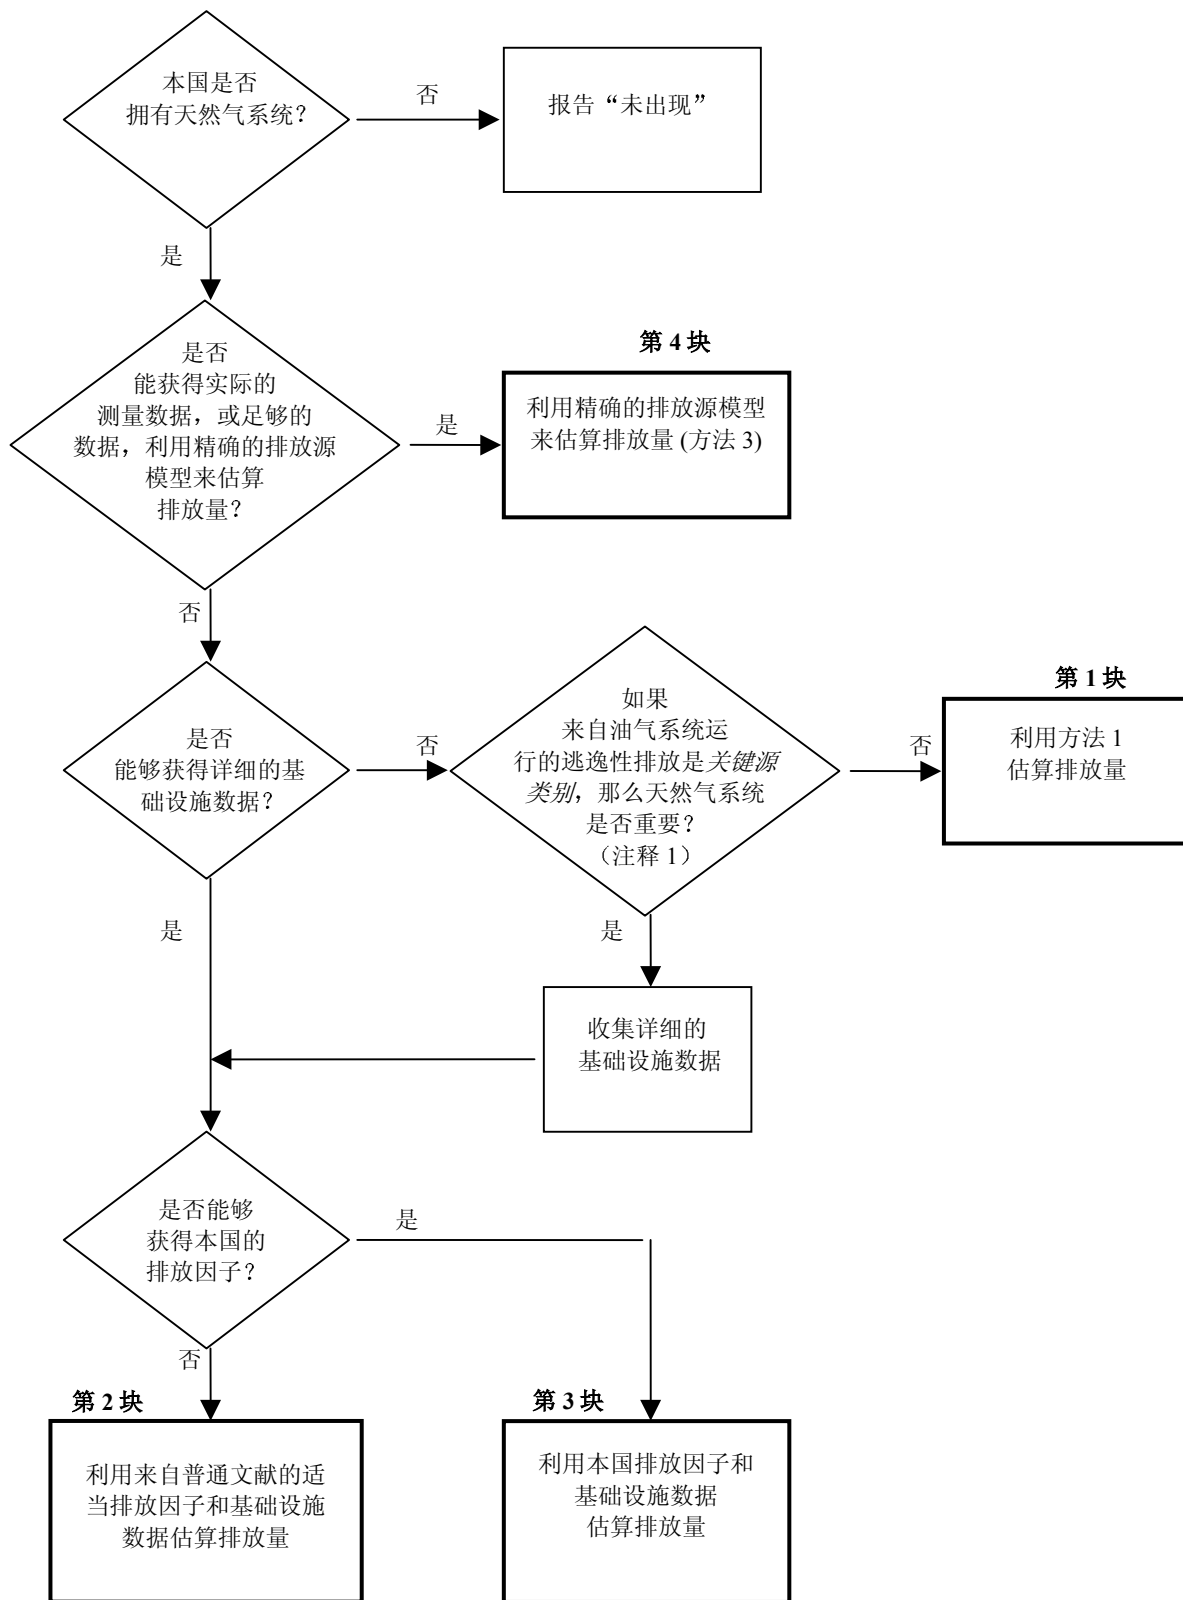 本国是否
拥有天然气系统？
否
报告“未出现”
是
是否
能获得实际的
测量数据，或足够的
数据，利用精确的排放源
模型来估算
排放量？
是
第 4 块
利用精确的排放源模型
来估算排放量 (方法 3)
否
是否
能够获得详细的基
础设施数据？
否
如果
来自油气系统运
行的逃逸性排放是关键源
类别，那么天然气系统
是否重要？
（注释 1）
否
第 1 块
利用方法 1
估算排放量
是
是
收集详细的
基础设施数据
是否能够
获得本国的
排放因子？
是
否
第 2 块
利用来自普通文献的适
当排放因子和基础设施
数据估算排放量
第 3 块
利用本国排放因子和
基础设施数据
估算排放量